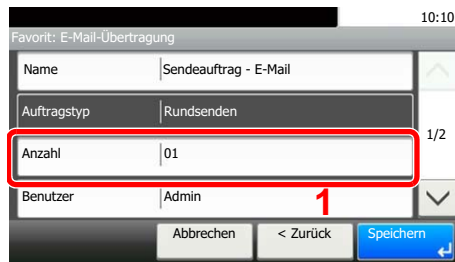 10:10
Favorit: E-Mail-Übertragung
Name Sendeauftrag - E-Mail
Auftragstyp Rundsenden
1/2
Anzahl 01
Benutzer Admin
1
Abbrechen < Zurück Speichern